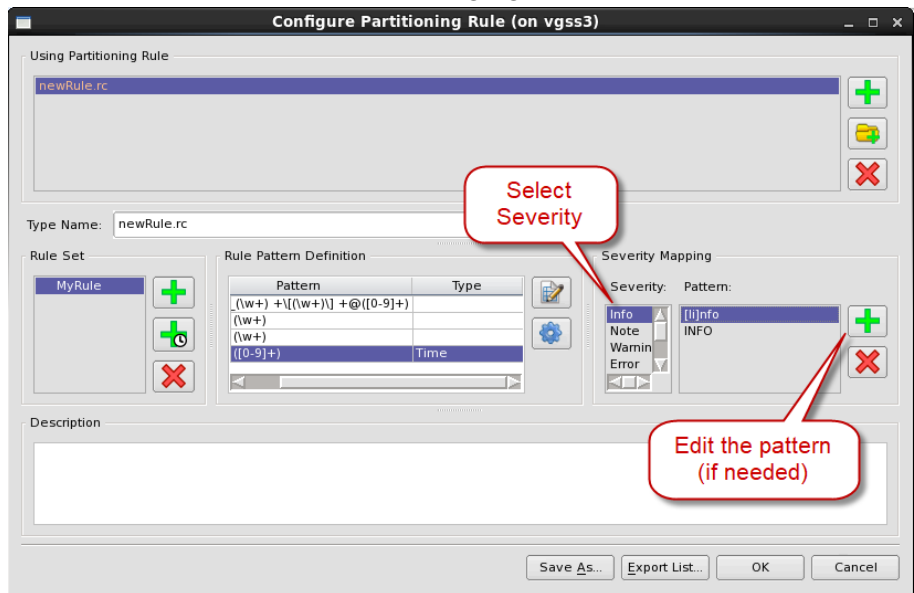 Configure Partitioning Rule (on vgss3)
Using Partitioning Rule
newRule.rc
Select
Severity
Type Name: newRule.rc
Rule Set
MyRule
Rule Pattern Definition
Pattern Type
_(\w+) +\[(\w+)\] +@([0-9]+)
(\w+)
(\w+)
([0-9]+) Time
Severity Mapping
Severity: Pattern:
Info [Ii]nfo
Note INFO
Warnin
Error
Edit the pattern
(if needed)
Description
Save As... Export List... OK Cancel